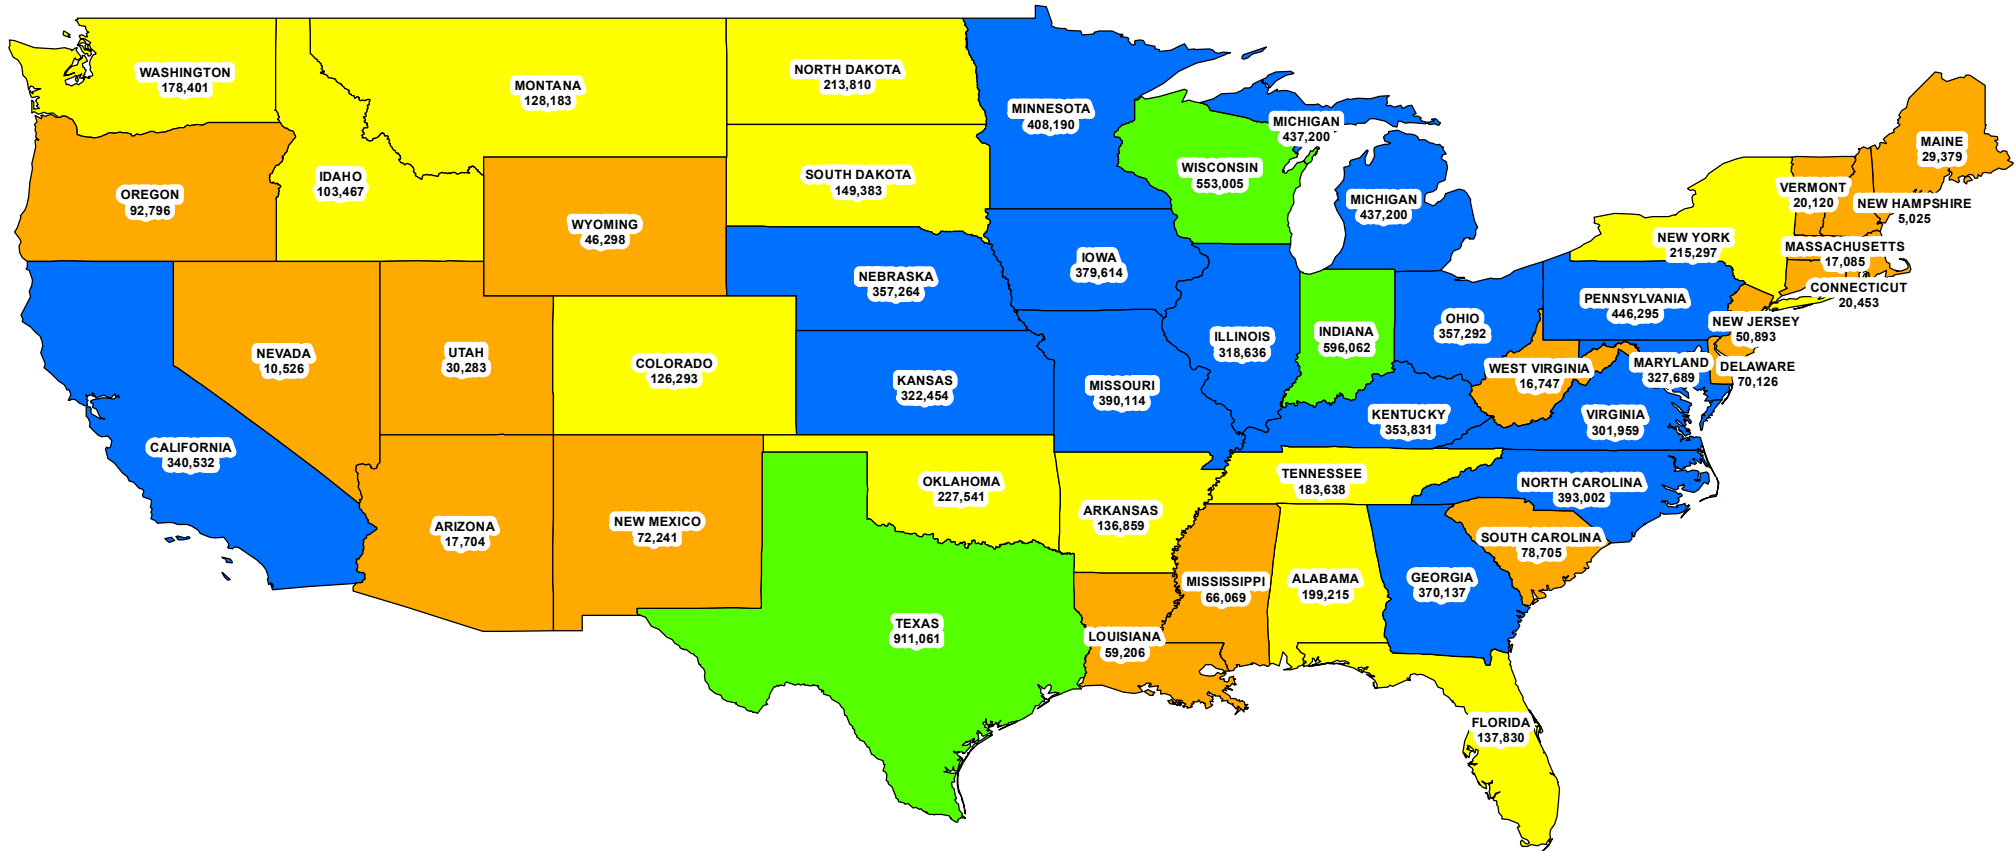 WASHINGTON
178,401
MONTANA
128,183
NORTH DAKOTA
213,810
MINNESOTA
408,190
MICHIGAN
437,200
WISCONSIN
553,005
MICHIGAN
437,200
MAINE
29,379
VERMONT
20,120
NEW HAMPSHIRE
5,025
OREGON
92,796
IDAHO
103,467
SOUTH DAKOTA
149,383
WYOMING
46,298
NEW YORK
215,297
MASSACHUSETTS
17,085
CONNECTICUT
20,453
IOWA
379,614
NEBRASKA
357,264
PENNSYLVANIA
446,295
NEW JERSEY
50,893
OHIO
357,292
INDIANA
596,062
ILLINOIS
318,636
NEVADA
10,526
UTAH
30,283
COLORADO
126,293
KANSAS
322,454
MISSOURI
390,114
WEST VIRGINIA
16,747
MARYLAND
327,689
DELAWARE
70,126
KENTUCKY
353,831
VIRGINIA
301,959
CALIFORNIA
340,532
OKLAHOMA
227,541
TENNESSEE
183,638
NORTH CAROLINA
393,002
ARIZONA
17,704
NEW MEXICO
72,241
ARKANSAS
136,859
SOUTH CAROLINA
78,705
MISSISSIPPI
66,069
ALABAMA
199,215
GEORGIA
370,137
TEXAS
911,061
LOUISIANA
59,206
FLORIDA
137,830